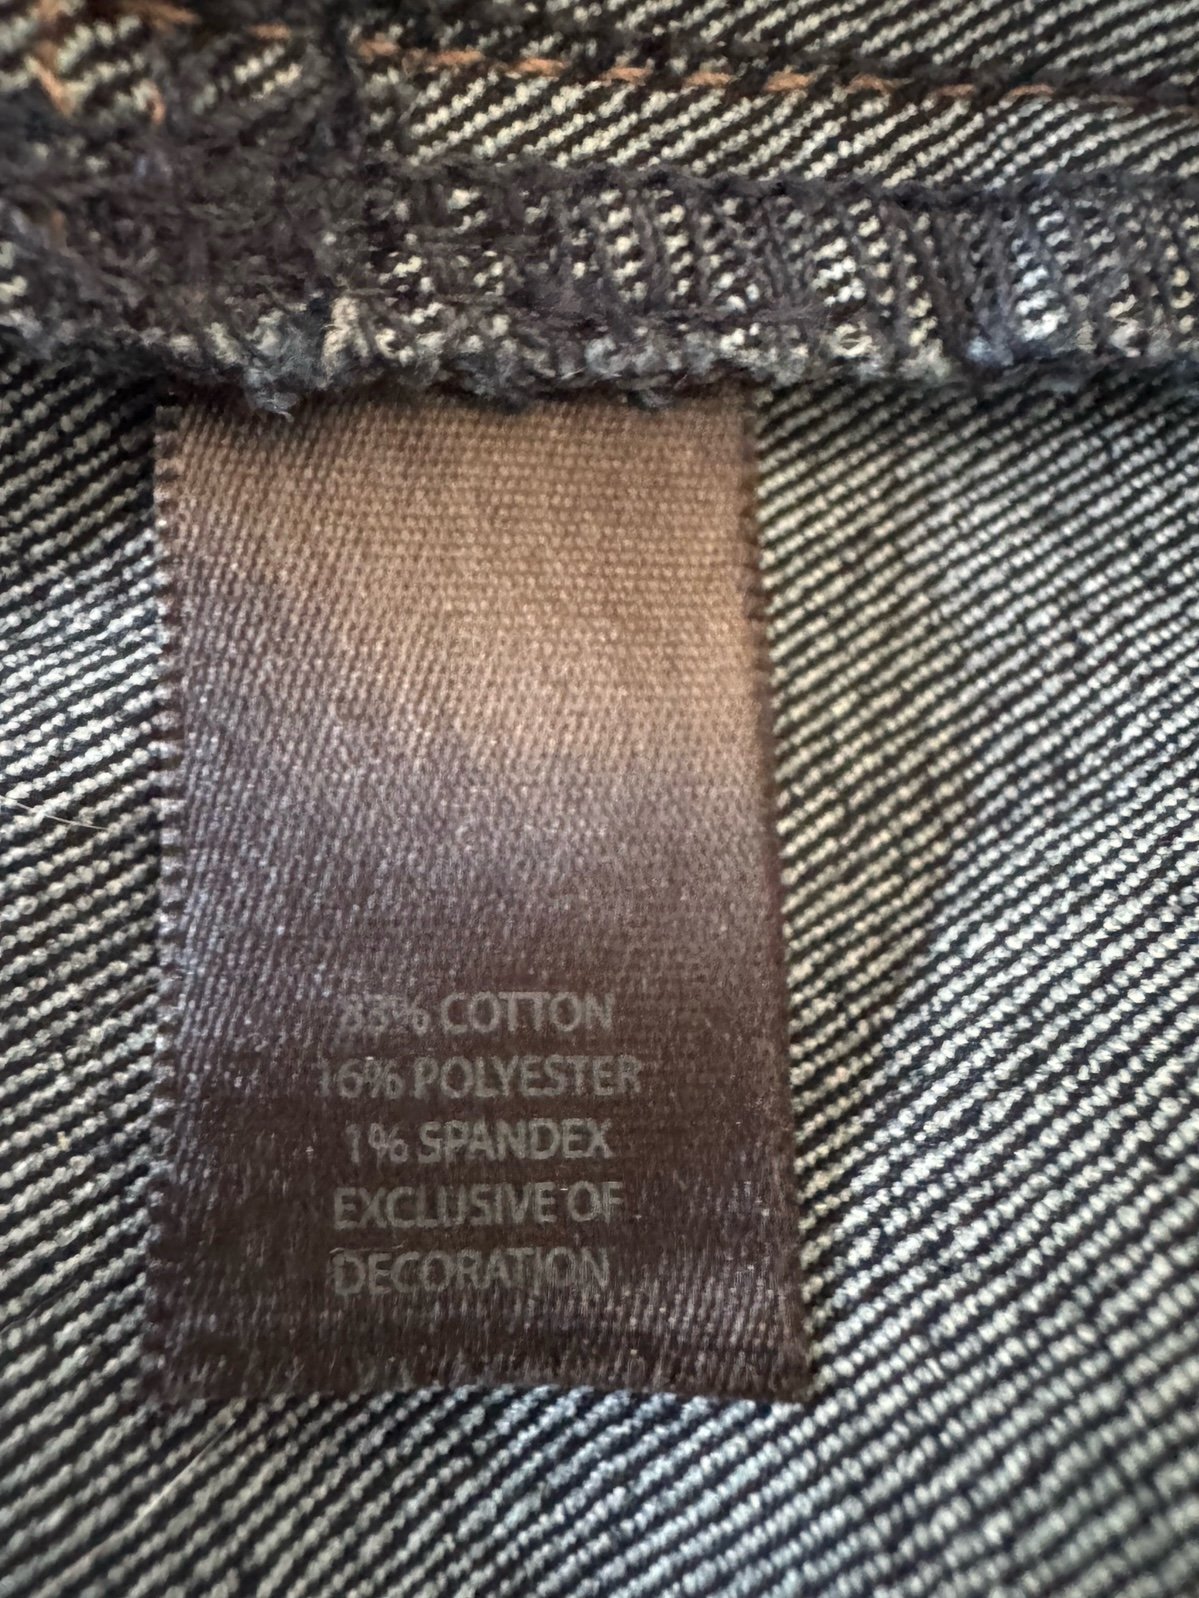 83% COTTON
16% POLYESTER
1% SPANDEX
EXCLUSIVE OF
DECORATION